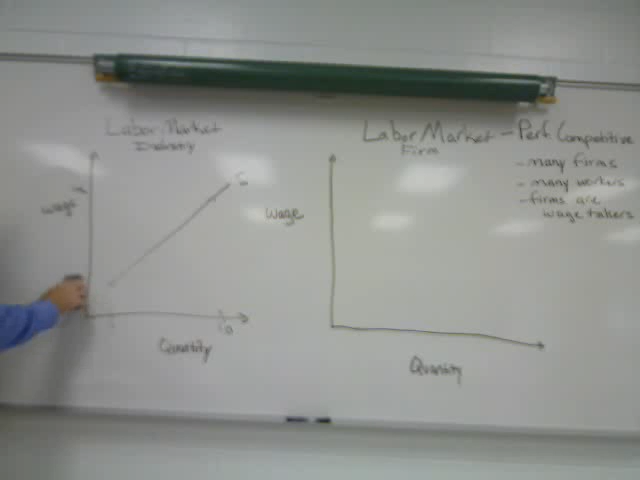 Labor Market
Industry
Wage
S
Quantity
Labor Market - Perf. Competitive
Firm
- many firms
- many workers
- firms are
wage takers
Wage
Quantity